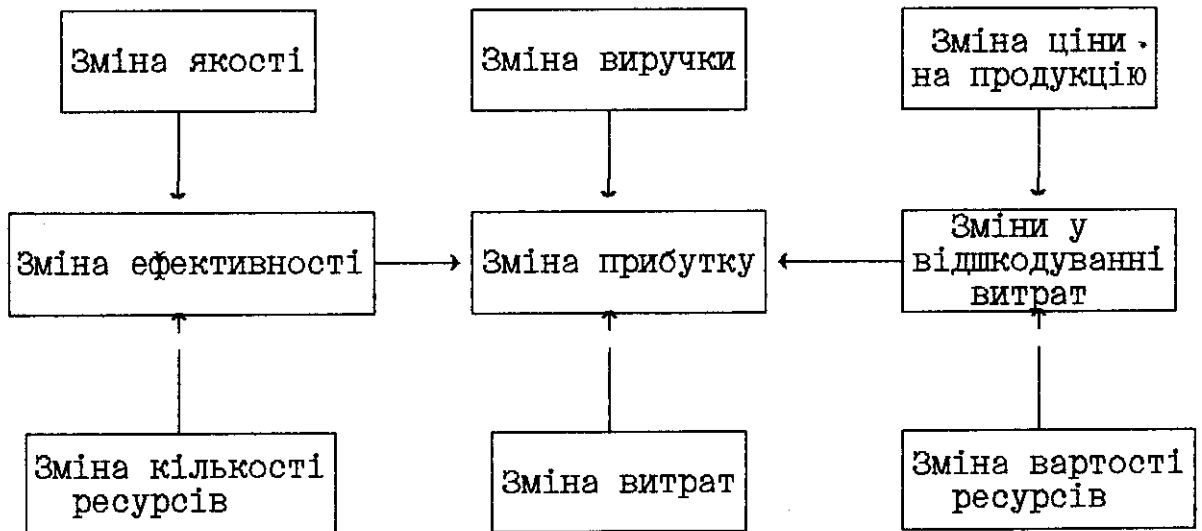 Зміна якості
Зміна виручки
Зміна ціни
на продукцію
Зміна ефективності
Зміна прибутку
Зміни у
відшкодуванні
витрат
Зміна кількості
ресурсів
Зміна витрат
Зміна вартості
ресурсів